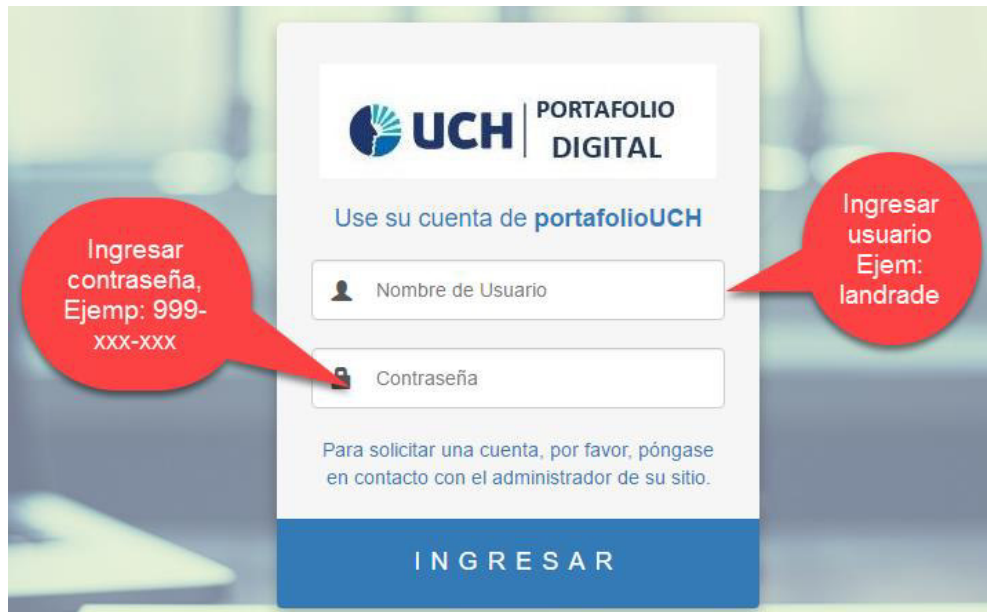 UCH
PORTAFOLIO
DIGITAL
Use su cuenta de portafolioUCH
Ingresar
usuario
Ejem:
landrade
Ingresar
contraseña,
Ejemp: 999-
xxx-xxx
Nombre de Usuario
Contraseña
Para solicitar una cuenta, por favor, póngase
en contacto con el administrador de su sitio.
INGRESAR